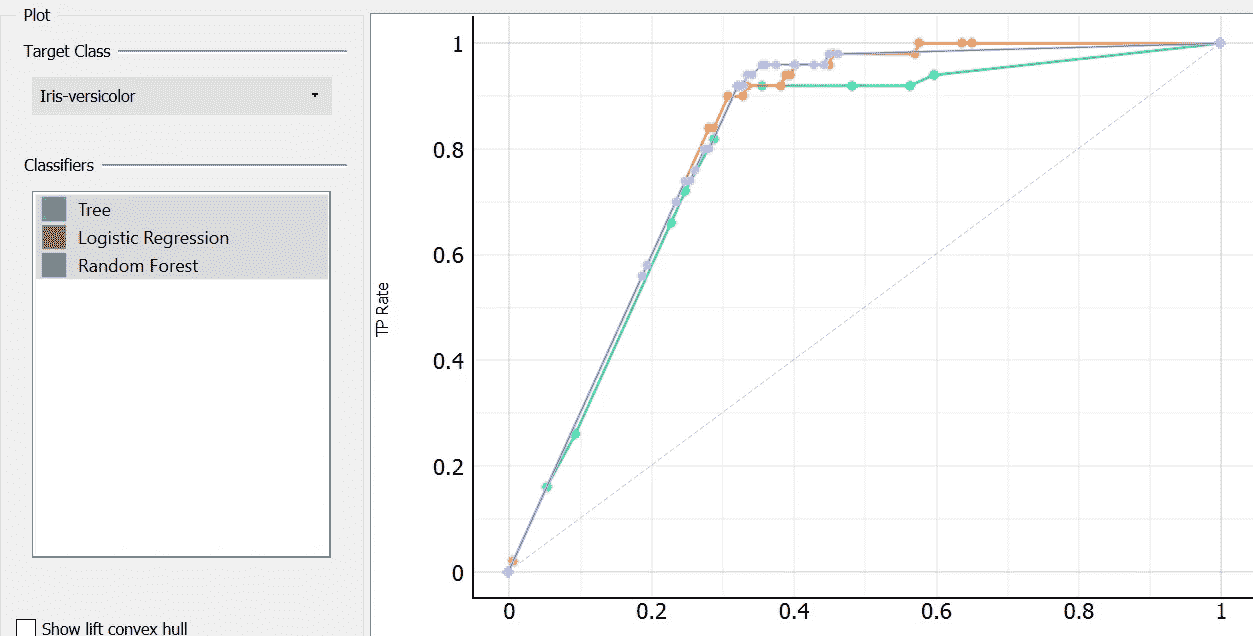 Plot
Target Class
Iris-versicolor
Classifiers
Tree
Logistic Regression
Random Forest
Show lift convex hull
TP Rate
1
0.8
0.6
0.4
0.2
0
0 0.2 0.4 0.6 0.8 1